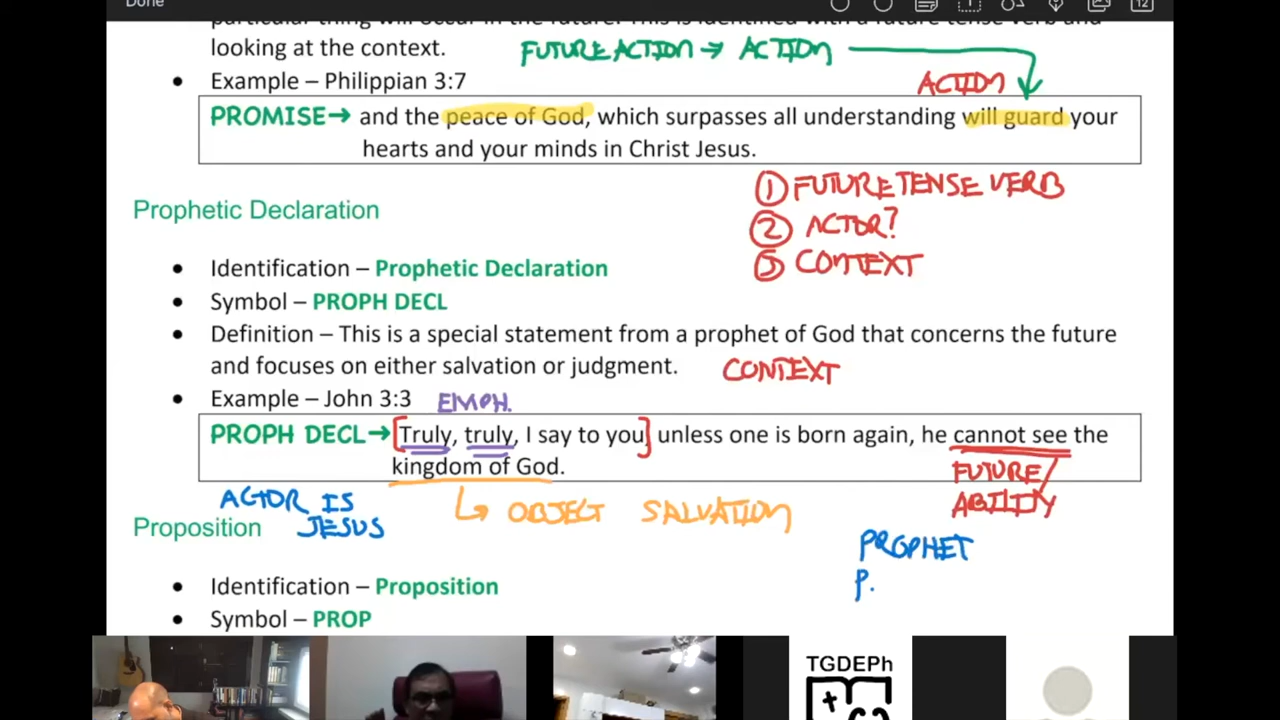 Done
12
particular thing will occur in the future. This is identified with a future tense verb and
looking at the context.
FUTURE ACTION → ACTION
• Example – Philippian 3:7
ACTION
PROMISE→ and the peace of God, which surpasses all understanding will guard your
hearts and your minds in Christ Jesus.
① FUTURE TENSE VERB
Prophetic Declaration
② ACTOR?
③ CONTEXT
• Identification – Prophetic Declaration
• Symbol – PROPH DECL
• Definition – This is a special statement from a prophet of God that concerns the future
and focuses on either salvation or judgment.
CONTEXT
• Example – John 3:3
EMPH.
PROPH DECL→ [Truly, truly, I say to you] unless one is born again, he cannot see the
kingdom of God.
FUTURE/
ABILITY
ACTOR IS
JESUS
↳ OBJECT SALVATION
Proposition
PROPHET
P.
• Identification – Proposition
• Symbol – PROP
TGDEPh